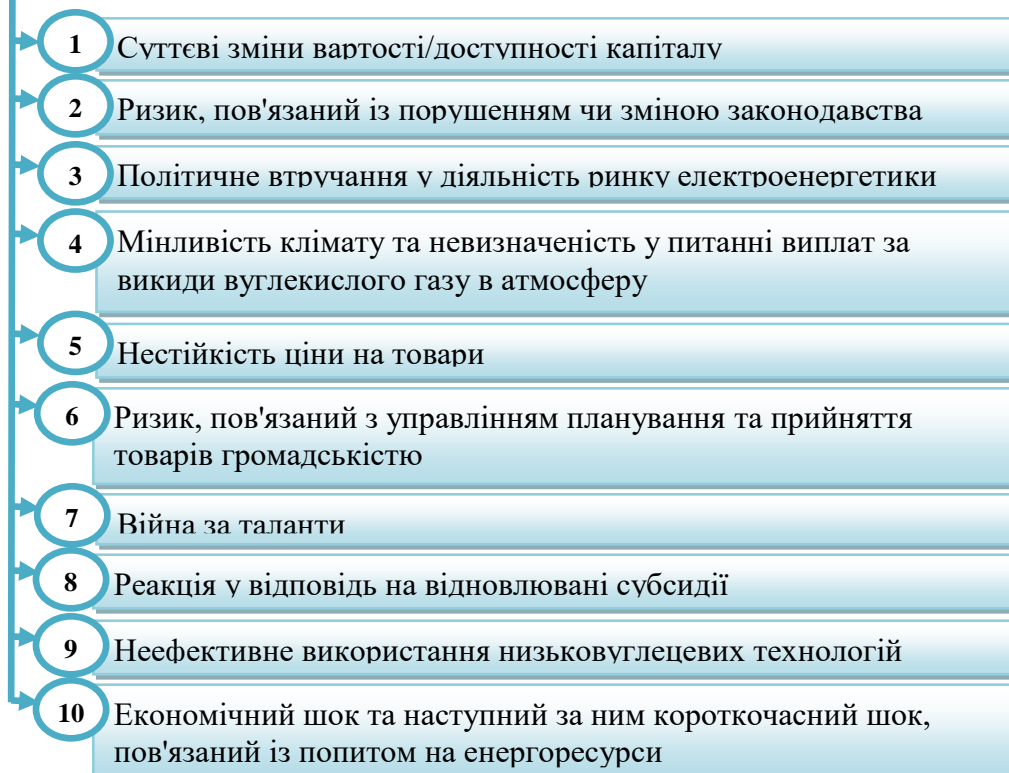 1 Суттєві зміни вартості/доступності капіталу
2 Ризик, пов'язаний із порушенням чи зміною законодавства
3 Політичне втручання у діяльність ринку електроенергетики
4 Мінливість клімату та невизначеність у питанні виплат за
викиди вуглекислого газу в атмосферу
5 Нестійкість ціни на товари
6 Ризик, пов'язаний з управлінням планування та прийняття
товарів громадськістю
7 Війна за таланти
8 Реакція у відповідь на відновлювані субсидії
9 Неефективне використання низьковуглецевих технологій
10 Економічний шок та наступний за ним короткочасний шок,
пов'язаний із попитом на енергоресурси